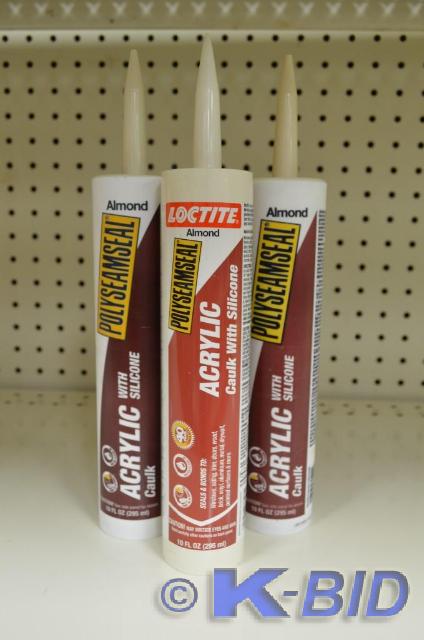 Almond
POLYSEAMSEAL
ACRYLIC
WITH SILICONE
Caulk
10 FL OZ (295 ml)
LOCTITE
Almond
POLYSEAMSEAL
ACRYLIC
Caulk With Silicone
SEALS & BONDS TO:
10 FL OZ (295 ml)
Almond
POLYSEAMSEAL
ACRYLIC
WITH SILICONE
Caulk
10 FL OZ (295 ml)
© K-BID